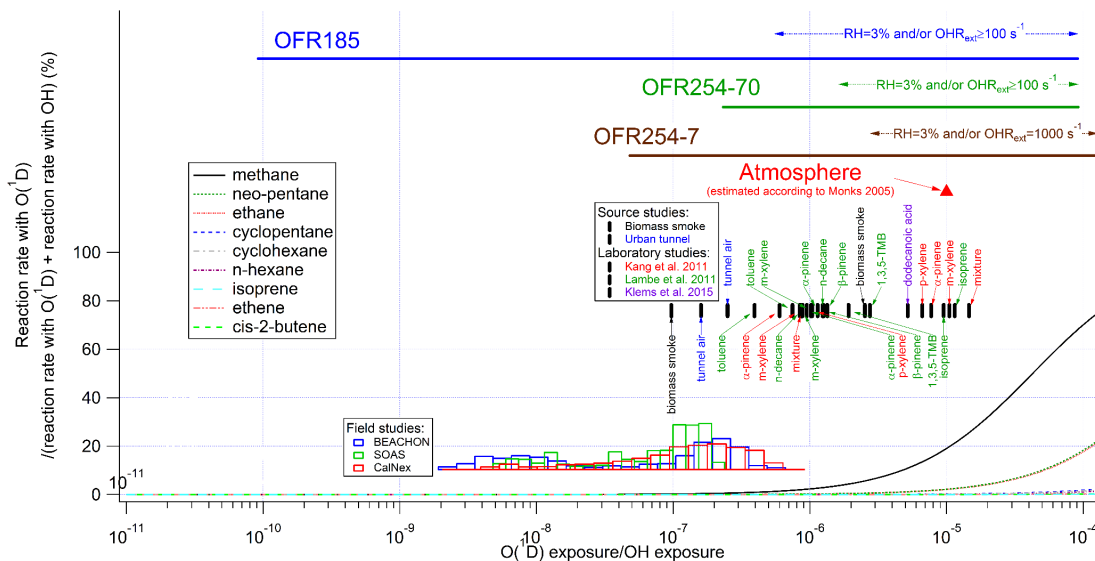 OFR185
RH=3% and/or OHRext≥100 s-1
OFR254-70
RH=3% and/or OHRext≥100 s-1
OFR254-7
RH=3% and/or OHRext=1000 s-1
Atmosphere
(estimated according to Monks 2005)
methane
neo-pentane
ethane
cyclopentane
cyclohexane
n-hexane
isoprene
ethene
cis-2-butene
Source studies:
Biomass smoke
Urban tunnel
Laboratory studies:
Kang et al. 2011
Lambe et al. 2011
Klems et al. 2015
tunnel air
toluene
m-xylene
α-pinene
n-decane
β-pinene
biomass smoke
1,3,5-TMB
dodecanoic acid
p-xylene
α-pinene
m-xylene
isoprene
mixture
biomass smoke
tunnel air
toluene
α-pinene
m-xylene
n-decane
mixture
m-xylene
α-pinene
p-xylene
β-pinene
1,3,5-TMB
isoprene
Field studies:
BEACHON
SOAS
CalNex
Reaction rate with O(1D)
/(reaction rate with O(1D) + reaction rate with OH) (%)
100
80
60
40
20
0
10-11
10-11
10-10
10-9
10-8
10-7
10-6
10-5
10-4
O(1D) exposure/OH exposure